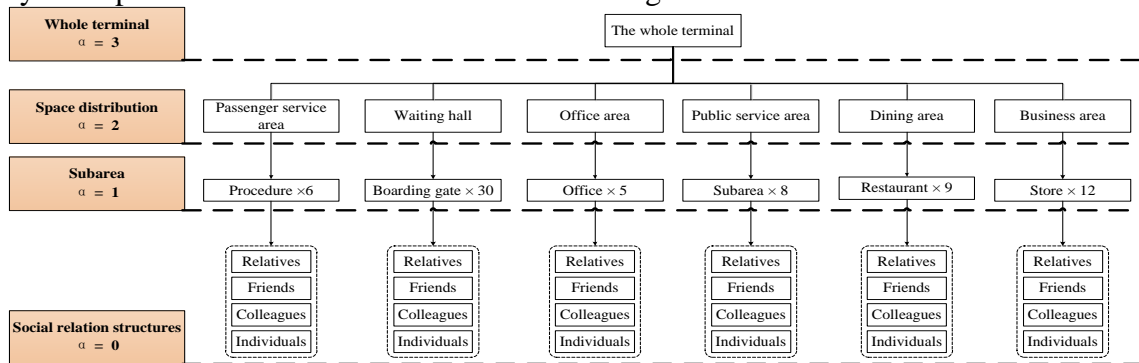 Whole terminal
α = 3
The whole terminal
Space distribution
α = 2
Passenger service
area
Waiting hall
Office area
Public service area
Dining area
Business area
Subarea
α = 1
Procedure ×6
Boarding gate × 30
Office × 5
Subarea × 8
Restaurant × 9
Store × 12
Relatives
Relatives
Relatives
Relatives
Relatives
Relatives
Friends
Friends
Friends
Friends
Friends
Friends
Colleagues
Colleagues
Colleagues
Colleagues
Colleagues
Colleagues
Social relation structures
α = 0
Individuals
Individuals
Individuals
Individuals
Individuals
Individuals